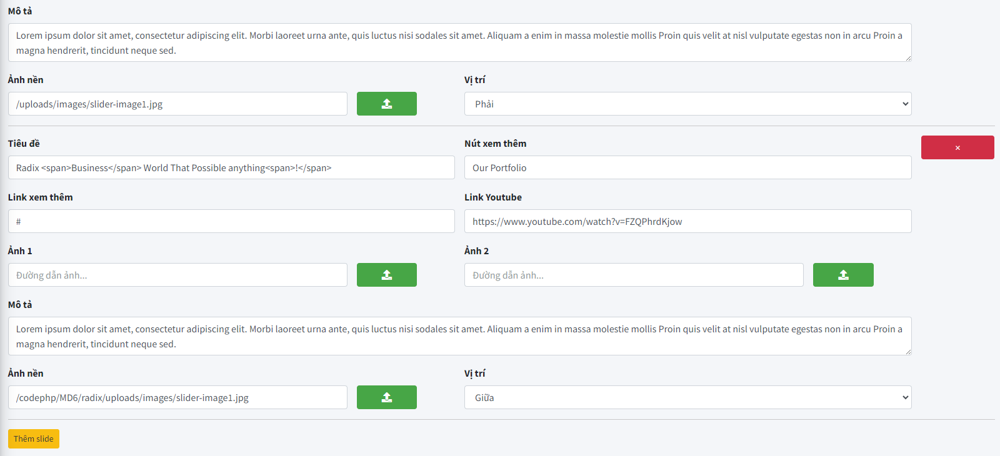 Mô tả
Lorem ipsum dolor sit amet, consectetur adipiscing elit. Morbi laoreet urna ante, quis luctus nisi sodales sit amet. Aliquam a enim in massa molestie mollis Proin quis velit at nisl vulputate egestas non in arcu Proin a
magna hendrerit, tincidunt neque sed.
Ảnh nền
Vị trí
/uploads/images/slider-image1.jpg
Phải
Tiêu đề
Nút xem thêm
×
Radix <span>Business</span> World That Possible anything<span>!</span>
Our Portfolio
Link xem thêm
Link Youtube
#
https://www.youtube.com/watch?v=FZQPhrdKjow
Ảnh 1
Ảnh 2
Đường dẫn ảnh...
Đường dẫn ảnh...
Mô tả
Lorem ipsum dolor sit amet, consectetur adipiscing elit. Morbi laoreet urna ante, quis luctus nisi sodales sit amet. Aliquam a enim in massa molestie mollis Proin quis velit at nisl vulputate egestas non in arcu Proin a
magna hendrerit, tincidunt neque sed.
Ảnh nền
Vị trí
/codephp/MD6/radix/uploads/images/slider-image1.jpg
Giữa
Thêm slide